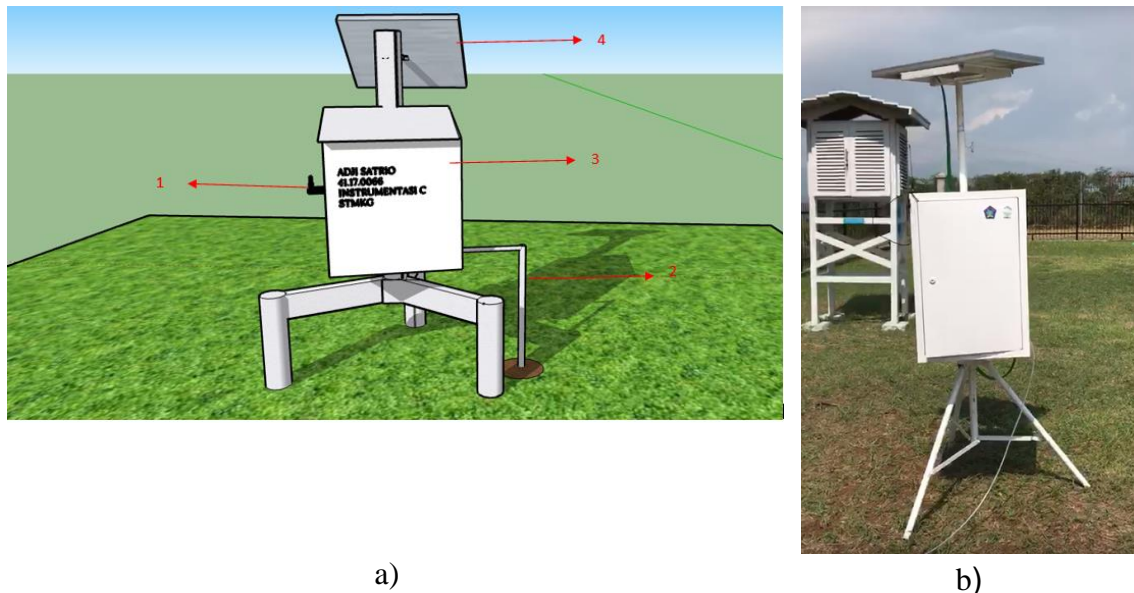 4
3
1
ADJI SATRIO
41.17.0066
INSTRUMENTASI C
STMKG
2
a)
b)